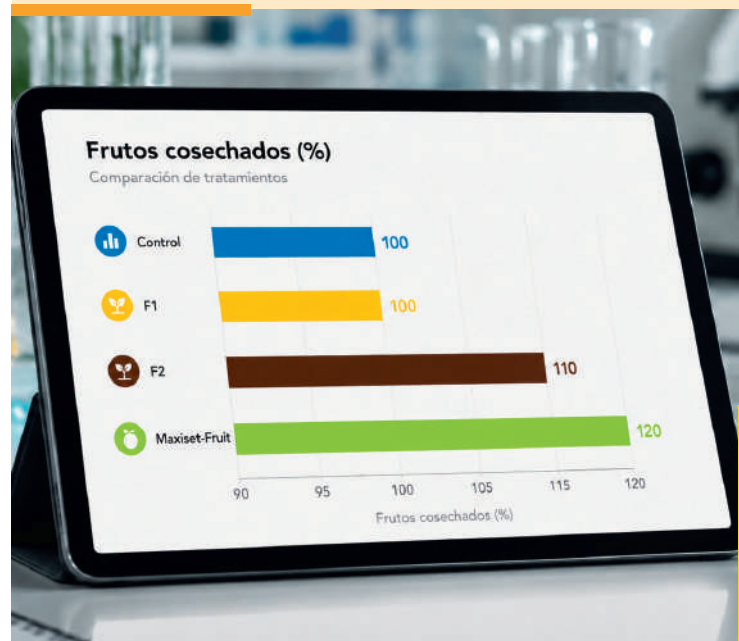 Frutos cosechados (%)
Comparación de tratamientos
Control
100
F1
100
F2
110
Maxiset-Fruit
120
90 95 100 105 115 120
Frutos cosechados (%)